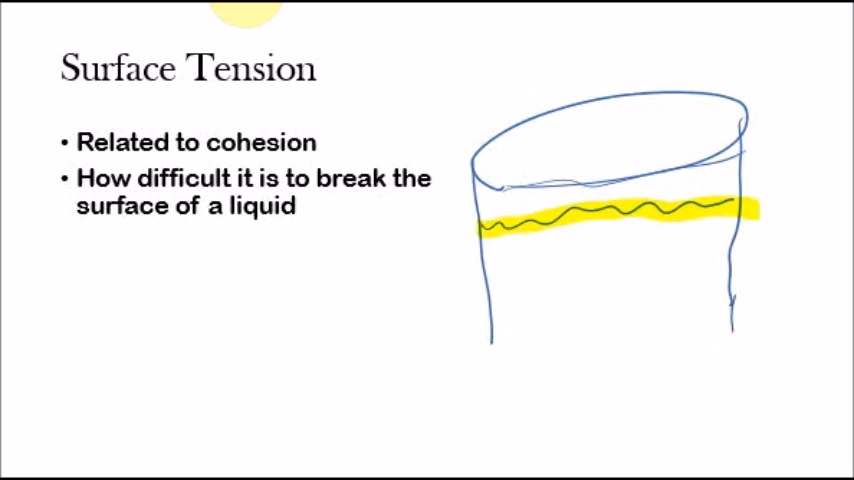 Surface Tension
• Related to cohesion
• How difficult it is to break the
surface of a liquid